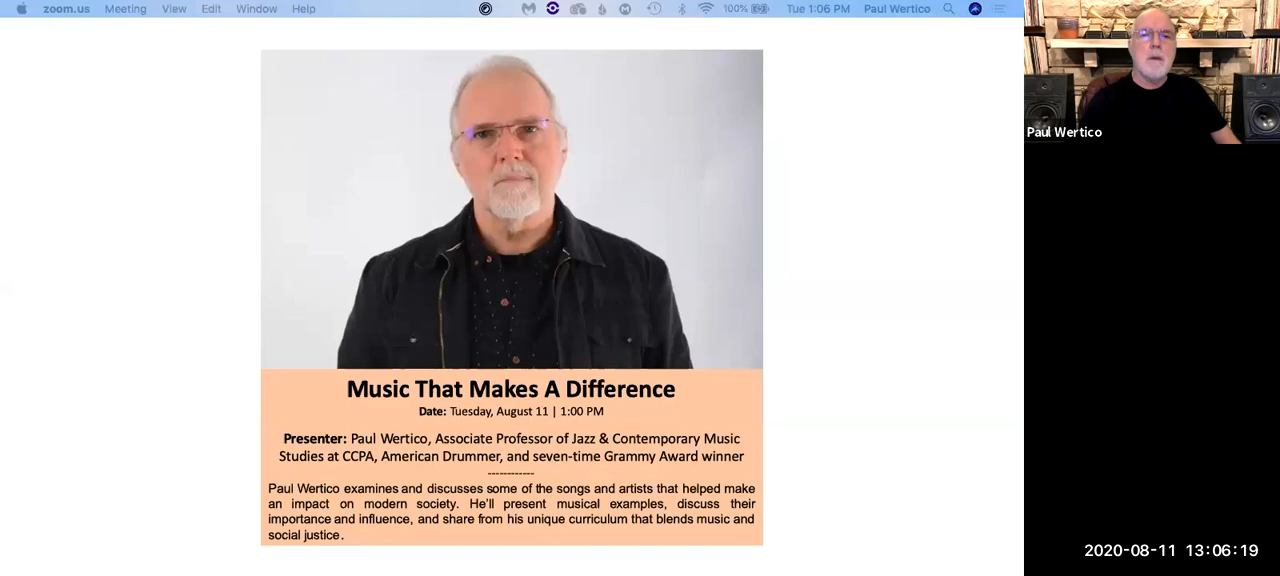 zoom.us Meeting View Edit Window Help 100% Tue 1:06 PM Paul Wertico
Paul Wertico
Music That Makes A Difference
Date: Tuesday, August 11 | 1:00 PM
Presenter: Paul Wertico, Associate Professor of Jazz & Contemporary Music
Studies at CCPA, American Drummer, and seven-time Grammy Award winner
------------
Paul Wertico examines and discusses some of the songs and artists that helped make
an impact on modern society. He'll present musical examples, discuss their
importance and influence, and share from his unique curriculum that blends music and
social justice.
2020-08-11 13:06:19